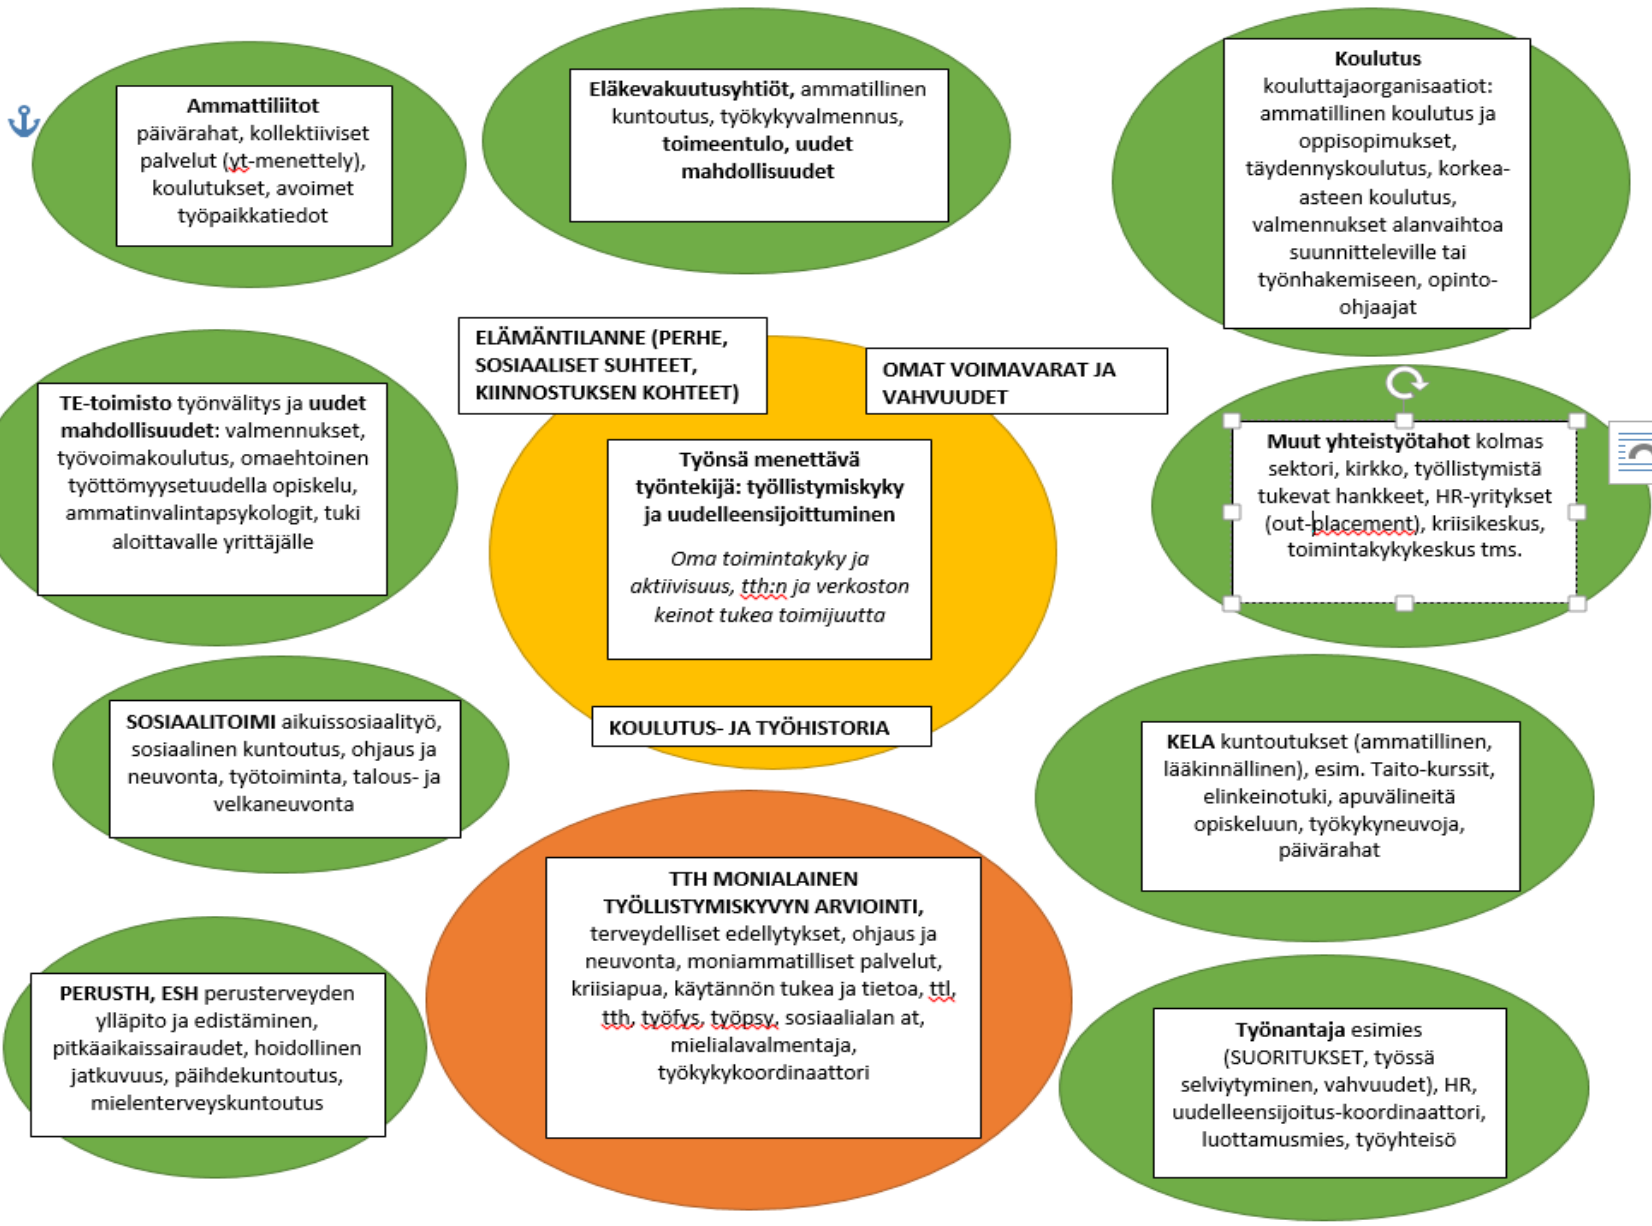 Ammattiliitot
päivärahat, kollektiiviset
palvelut (yt-menettely),
koulutukset, avoimet
työpaikkatiedot
Eläkevakuutusyhtiöt, ammatillinen
kuntoutus, työkykyvalmennus,
toimeentulo, uudet
mahdollisuudet
Koulutus
kouluttajaorganisaatiot:
ammatillinen koulutus ja
oppisopimukset,
täydennyskoulutus, korkea-
asteen koulutus,
valmennukset alanvaihtoa
suunnitteleville tai
työnhakemiseen, opinto-
ohjaajat
ELÄMÄNTILANNE (PERHE,
SOSIAALISET SUHTEET,
KIINNOSTUKSEN KOHTEET)
OMAT VOIMAVARAT JA
VAHVUUDET
TE-toimisto työnvälitys ja uudet
mahdollisuudet: valmennukset,
työvoimakoulutus, omaehtoinen
työttömyysetuudella opiskelu,
ammatinvalintapsykologit, tuki
aloittavalle yrittäjälle
Työnsä menettävä
työntekijä: työllistymiskyky
ja uudelleensijoittuminen
Oma toimintakyky ja
aktiivisuus, tth:n ja verkoston
keinot tukea toimijuutta
Muut yhteistyötahot kolmas
sektori, kirkko, työllistymistä
tukevat hankkeet, HR-yritykset
(out-placement), kriisikeskus,
toimintakykykeskus tms.
KOULUTUS- JA TYÖHISTORIA
SOSIAALITOIMI aikuissosiaalityö,
sosiaalinen kuntoutus, ohjaus ja
neuvonta, työtoiminta, talous- ja
velkaneuvonta
KELA kuntoutukset (ammatillinen,
lääkinnällinen), esim. Taito-kurssit,
elinkeinotuki, apuvälineitä
opiskeluun, työkykyneuvoja,
päivärahat
TTH MONIALAINEN
TYÖLLISTYMISKYVYN ARVIOINTI,
terveydelliset edellytykset, ohjaus ja
neuvonta, moniammatilliset palvelut,
kriisiapua, käytännön tukea ja tietoa, ttl,
tth, työfys, työpsy, sosiaalialan at,
mielialavalmentaja,
työkykykoordinaattori
PERUSTH, ESH perusterveyden
ylläpito ja edistäminen,
pitkäaikaissairaudet, hoidollinen
jatkuvuus, päihdekuntoutus,
mielenterveyskuntoutus
Työnantaja esimies
(SUORITUKSET, työssä
selviytyminen, vahvuudet), HR,
uudelleensijoitus-koordinaattori,
luottamusmies, työyhteisö